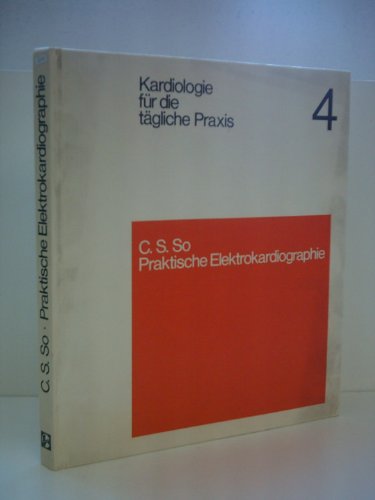 Kardiologie
für die
tägliche Praxis
4
C. S. So
Praktische Elektrokardiographie
C. S. So · Praktische Elektrokardiographie